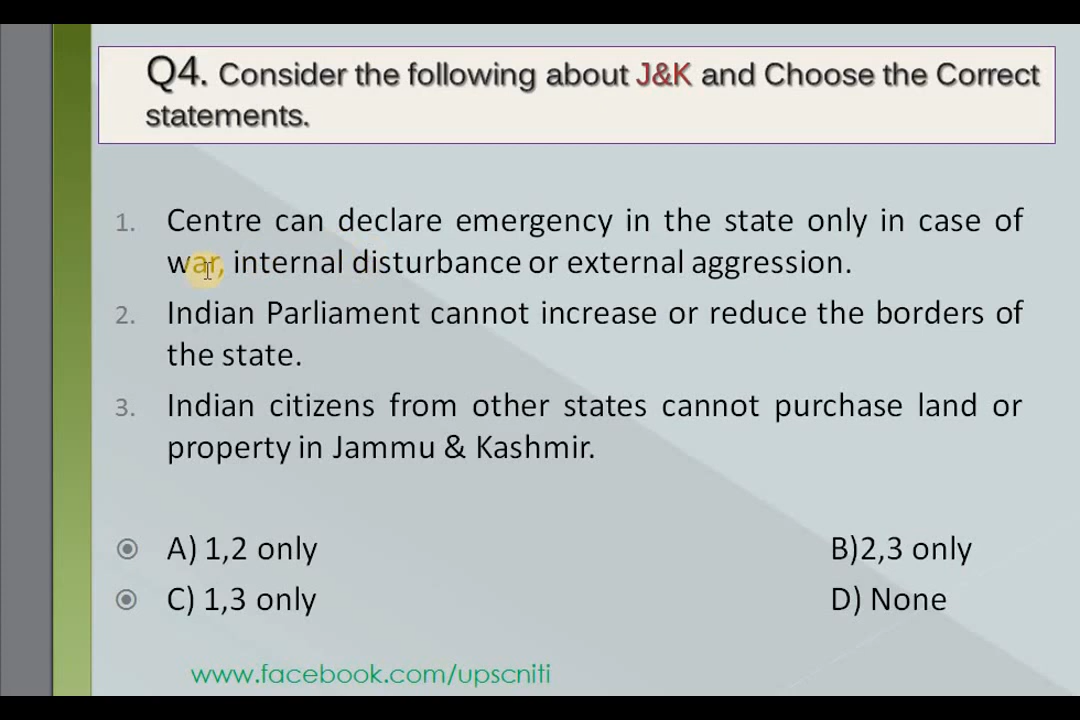 Q4. Consider the following about J&K and Choose the Correct
statements.
1. Centre can declare emergency in the state only in case of
war, internal disturbance or external aggression.
2. Indian Parliament cannot increase or reduce the borders of
the state.
3. Indian citizens from other states cannot purchase land or
property in Jammu & Kashmir.
A) 1,2 only B)2,3 only
C) 1,3 only D) None
www.facebook.com/upscniti